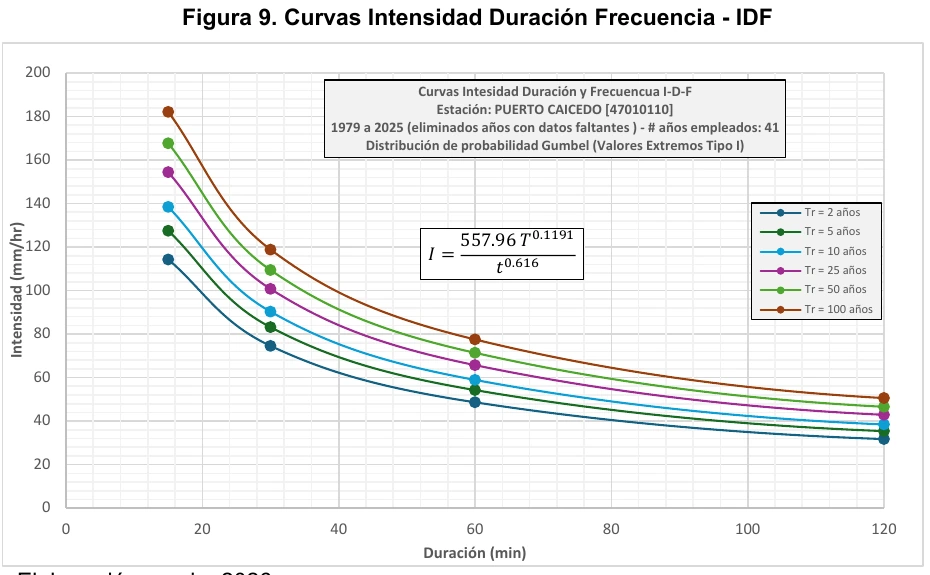 Figura 9. Curvas Intensidad Duración Frecuencia - IDF
200
180
160
140
120
100
80
60
40
20
0
Intensidad (mm/hr)
Curvas Intesidad Duración y Frecuencua I-D-F
Estación: PUERTO CAICEDO [47010110]
1979 a 2025 (eliminados años con datos faltantes ) - # años empleados: 41
Distribución de probabilidad Gumbel (Valores Extremos Tipo I)
I = 557.96 T^0.1191 / t^0.616
Tr = 2 años
Tr = 5 años
Tr = 10 años
Tr = 25 años
Tr = 50 años
Tr = 100 años
0 20 40 60 80 100 120
Duración (min)